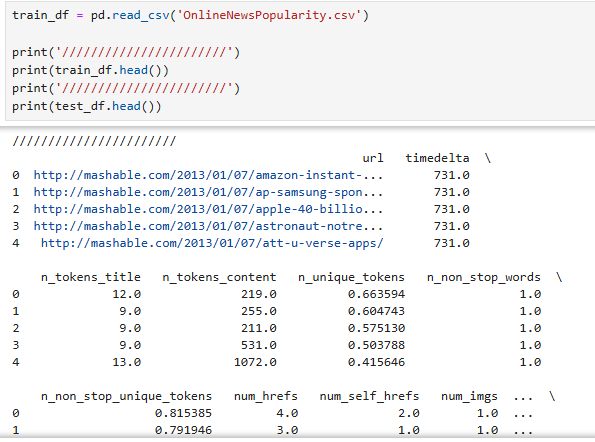 train_df = pd.read_csv('OnlineNewsPopularity.csv')
print('///////////////////////')
print(train_df.head())
print('///////////////////////')
print(test_df.head())
///////////////////////
url timedelta \
0 http://mashable.com/2013/01/07/amazon-instant-... 731.0
1 http://mashable.com/2013/01/07/ap-samsung-spon... 731.0
2 http://mashable.com/2013/01/07/apple-40-billio... 731.0
3 http://mashable.com/2013/01/07/astronaut-notre... 731.0
4 http://mashable.com/2013/01/07/att-u-verse-apps/ 731.0
n_tokens_title n_tokens_content n_unique_tokens n_non_stop_words \
0 12.0 219.0 0.663594 1.0
1 9.0 255.0 0.604743 1.0
2 9.0 211.0 0.575130 1.0
3 9.0 531.0 0.503788 1.0
4 13.0 1072.0 0.415646 1.0
n_non_stop_unique_tokens num_hrefs num_self_hrefs num_imgs ... \
0 0.815385 4.0 2.0 1.0 ...
1 0.791946 3.0 1.0 1.0 ...